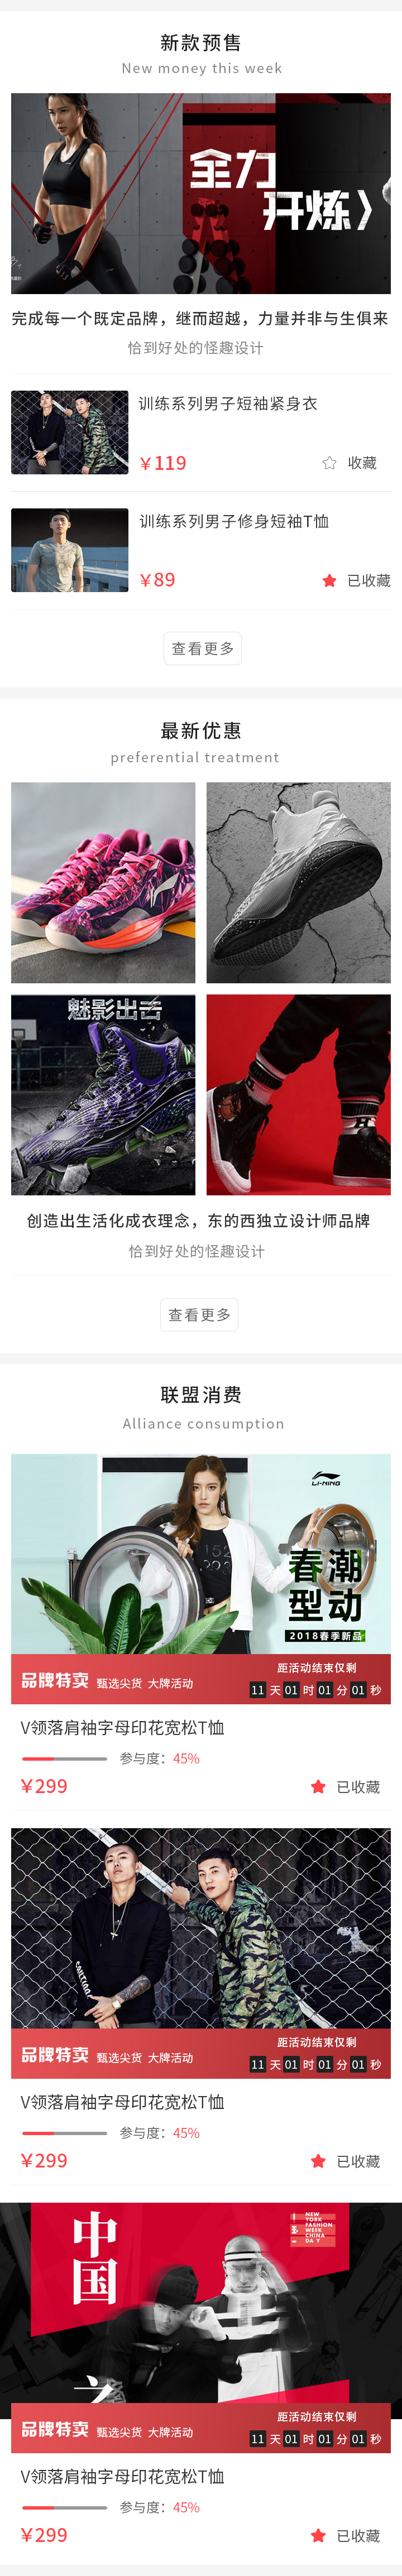 新款预售
New money this week
全力
开炼》
完成每一个既定品牌，继而超越，力量并非与生俱来
恰到好处的怪趣设计
训练系列男子短袖紧身衣
￥119
收藏
训练系列男子修身短袖T恤
￥89
已收藏
查看更多
最新优惠
preferential treatment
魅影出击
创造出生活化成衣理念，东的西独立设计师品牌
恰到好处的怪趣设计
查看更多
联盟消费
Alliance consumption
LI-NING
春潮
型动
2018春季新品
距活动结束仅剩
品牌特卖 甄选尖货 大牌活动
11 天 01 时 01 分 01 秒
V领落肩袖字母印花宽松T恤
参与度：45%
￥299
已收藏
距活动结束仅剩
品牌特卖 甄选尖货 大牌活动
11 天 01 时 01 分 01 秒
V领落肩袖字母印花宽松T恤
参与度：45%
￥299
已收藏
中国
NEW
YORK
FASHION
WEEK
CHINA
DAY
之
距活动结束仅剩
品牌特卖 甄选尖货 大牌活动
11 天 01 时 01 分 01 秒
V领落肩袖字母印花宽松T恤
参与度：45%
￥299
已收藏